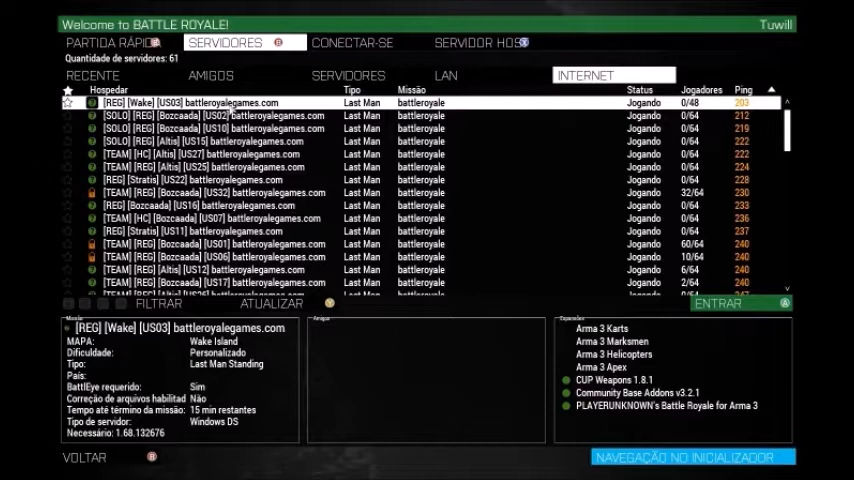 Welcome to BATTLE ROYALE! Tuwill
PARTIDA RÁPIDA SERVIDORES CONECTAR-SE SERVIDOR HOS
Quantidade de servidores: 61
RECENTE AMIGOS SERVIDORES LAN INTERNET
Hospedar Tipo Missão Status Jogadores Ping
[REG] [Wake] [US03] battleroyalegames.com Last Man battleroyale Jogando 0/48 203
[SOLO] [REG] [Bozcaada] [US02] battleroyalegames.com Last Man battleroyale Jogando 0/64 212
[SOLO] [REG] [Bozcaada] [US10] battleroyalegames.com Last Man battleroyale Jogando 0/64 219
[SOLO] [REG] [Altis] [US15] battleroyalegames.com Last Man battleroyale Jogando 0/64 222
[TEAM] [HC] [Altis] [US27] battleroyalegames.com Last Man battleroyale Jogando 0/64 222
[TEAM] [REG] [Altis] [US25] battleroyalegames.com Last Man battleroyale Jogando 0/64 224
[REG] [Stratis] [US22] battleroyalegames.com Last Man battleroyale Jogando 0/64 228
[TEAM] [REG] [Bozcaada] [US32] battleroyalegames.com Last Man battleroyale Jogando 32/64 230
[REG] [Bozcaada] [US16] battleroyalegames.com Last Man battleroyale Jogando 0/64 233
[TEAM] [HC] [Bozcaada] [US07] battleroyalegames.com Last Man battleroyale Jogando 0/64 236
[REG] [Stratis] [US11] battleroyalegames.com Last Man battleroyale Jogando 0/64 237
[TEAM] [REG] [Bozcaada] [US01] battleroyalegames.com Last Man battleroyale Jogando 60/64 240
[TEAM] [REG] [Bozcaada] [US06] battleroyalegames.com Last Man battleroyale Jogando 10/64 240
[TEAM] [REG] [Altis] [US12] battleroyalegames.com Last Man battleroyale Jogando 6/64 240
[TEAM] [REG] [Bozcaada] [US17] battleroyalegames.com Last Man battleroyale Jogando 2/64 240
FILTRAR ATUALIZAR Y ENTRAR A
Missão Amigos Expansões
[REG] [Wake] [US03] battleroyalegames.com
MAPA: Wake Island
Dificuldade: Personalizado
Tipo: Last Man Standing
País:
BattlEye requerido: Sim
Correção de arquivos habilitad Não
Tempo até término da missão: 15 min restantes
Tipo de servidor: Windows DS
Necessário: 1.68.132676
Arma 3 Karts
Arma 3 Marksmen
Arma 3 Helicopters
Arma 3 Apex
CUP Weapons 1.8.1
Community Base Addons v3.2.1
PLAYERUNKNOWN's Battle Royale for Arma 3
VOLTAR B NAVEGAÇÃO NO INICIALIZADOR